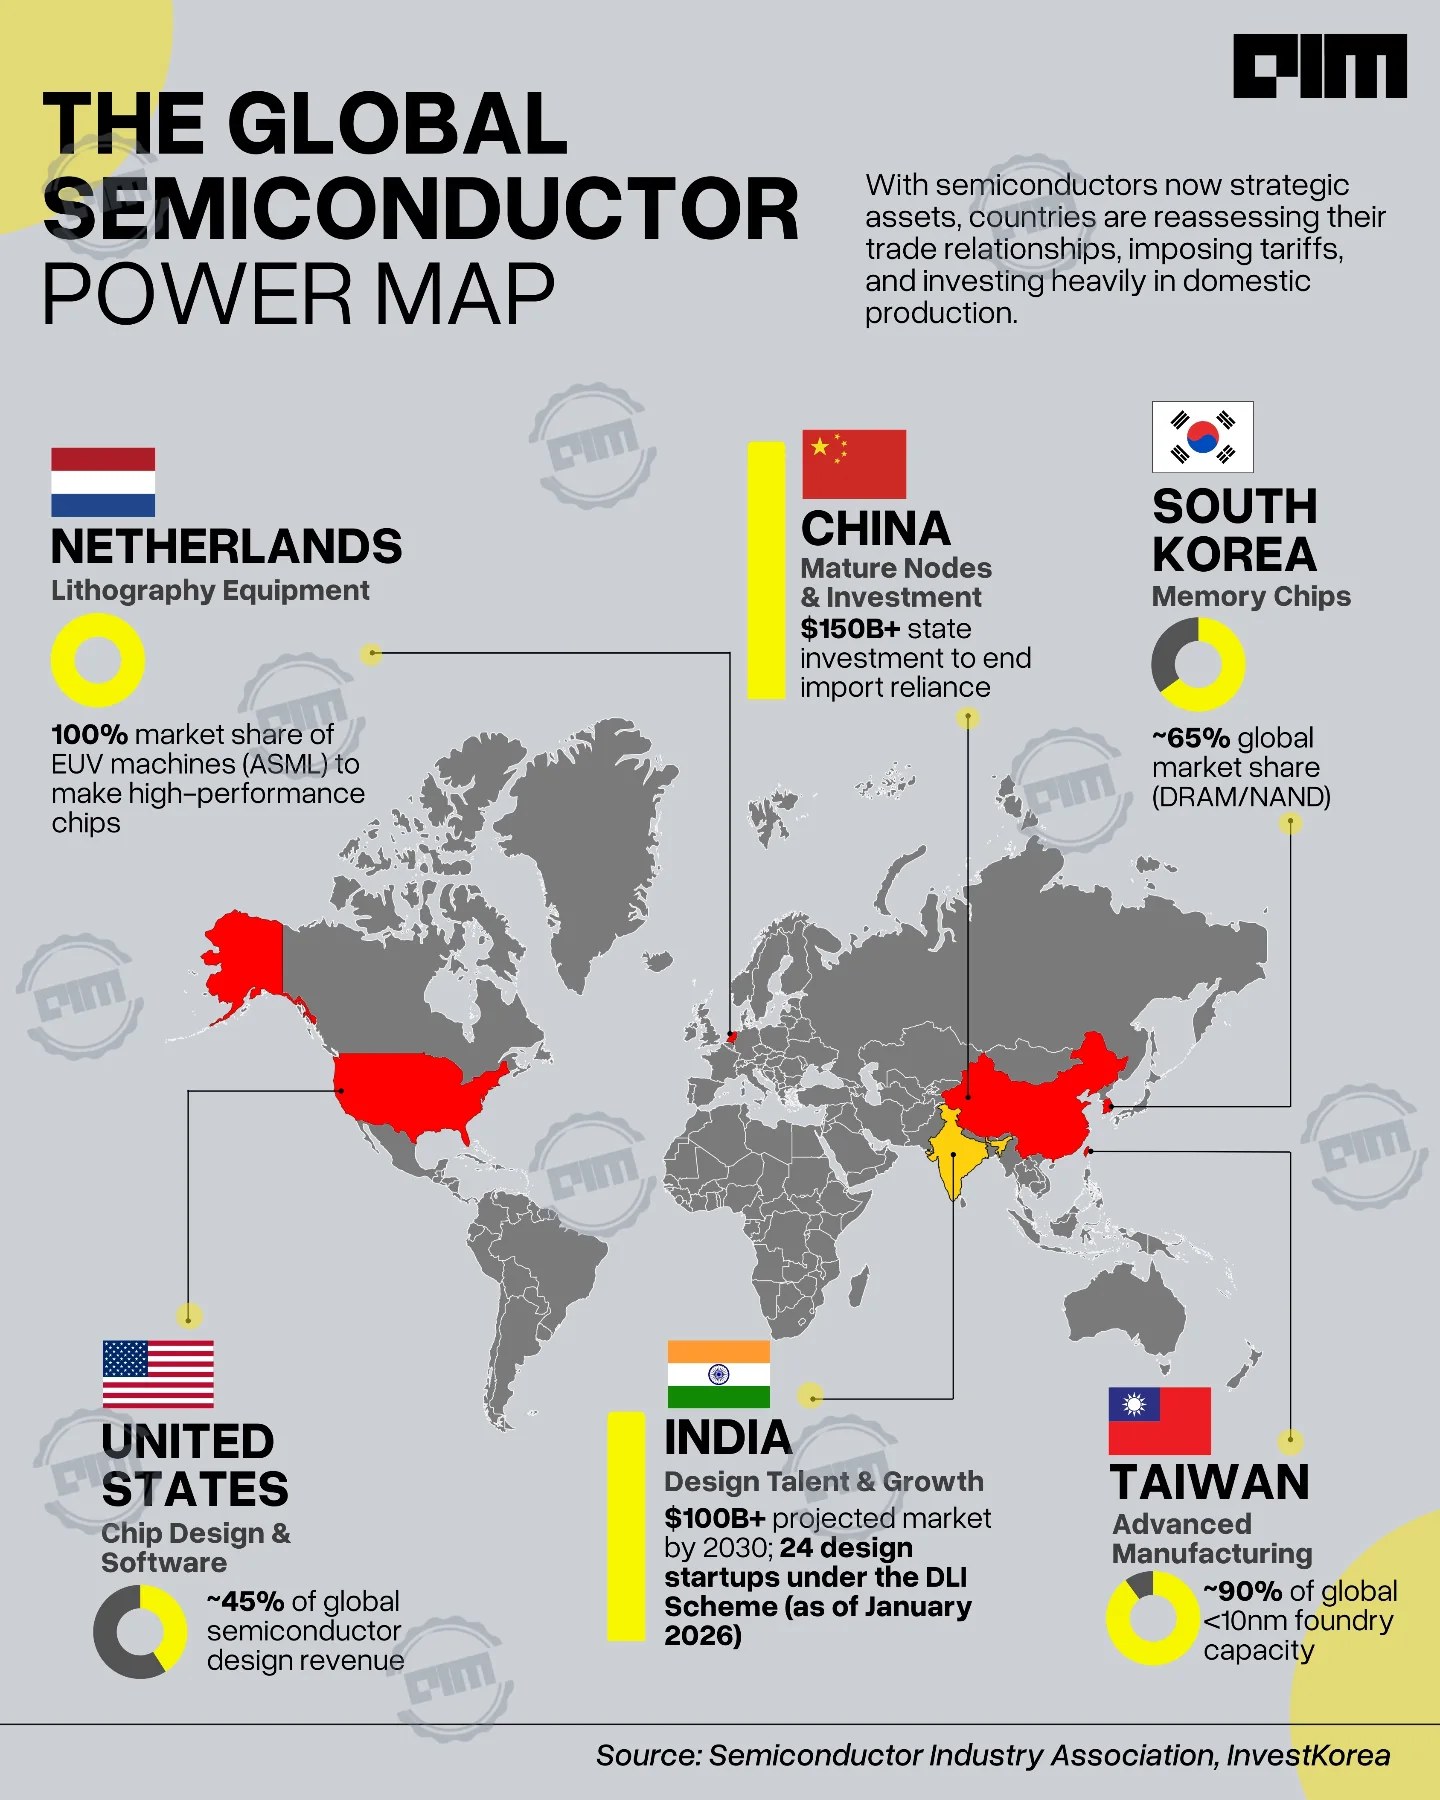 AIM
THE GLOBAL
SEMICONDUCTOR
POWER MAP
With semiconductors now strategic
assets, countries are reassessing their
trade relationships, imposing tariffs,
and investing heavily in domestic
production.
NETHERLANDS
Lithography Equipment
100% market share of
EUV machines (ASML) to
make high-performance
chips
CHINA
Mature Nodes
& Investment
$150B+ state
investment to end
import reliance
SOUTH
KOREA
Memory Chips
~65% global
market share
(DRAM/NAND)
UNITED
STATES
Chip Design &
Software
~45% of global
semiconductor
design revenue
INDIA
Design Talent & Growth
$100B+ projected market
by 2030; 24 design
startups under the DLI
Scheme (as of January
2026)
TAIWAN
Advanced
Manufacturing
~90% of global
<10nm foundry
capacity
Source: Semiconductor Industry Association, InvestKorea